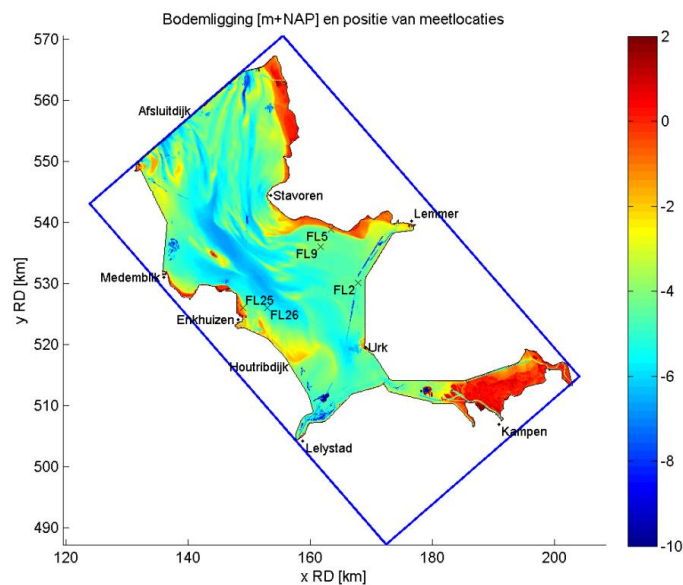 Bodemligging [m+NAP] en positie van meetlocaties
570
560
550
540
530
520
510
500
490
y RD [km]
120
140
160
180
200
x RD [km]
Afsluitdijk
Stavoren
Lemmer
FL5
FL9
FL2
Medemblik
FL25
Enkhuizen
FL26
Urk
Houtribdijk
Kampen
Lelystad
2
0
-2
-4
-6
-8
-10